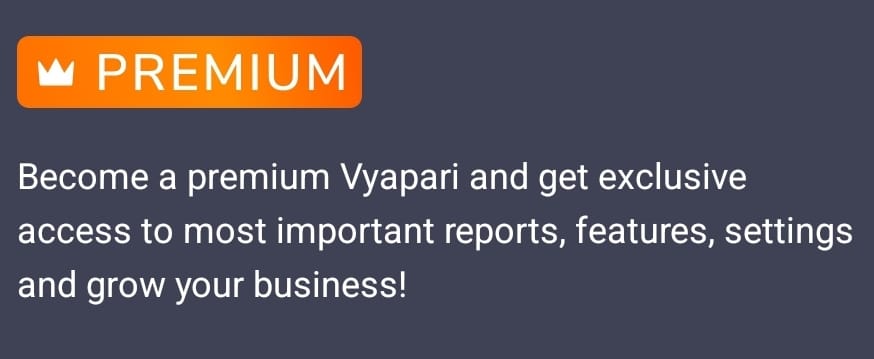 PREMIUM
Become a premium Vyapari and get exclusive
access to most important reports, features, settings
and grow your business!